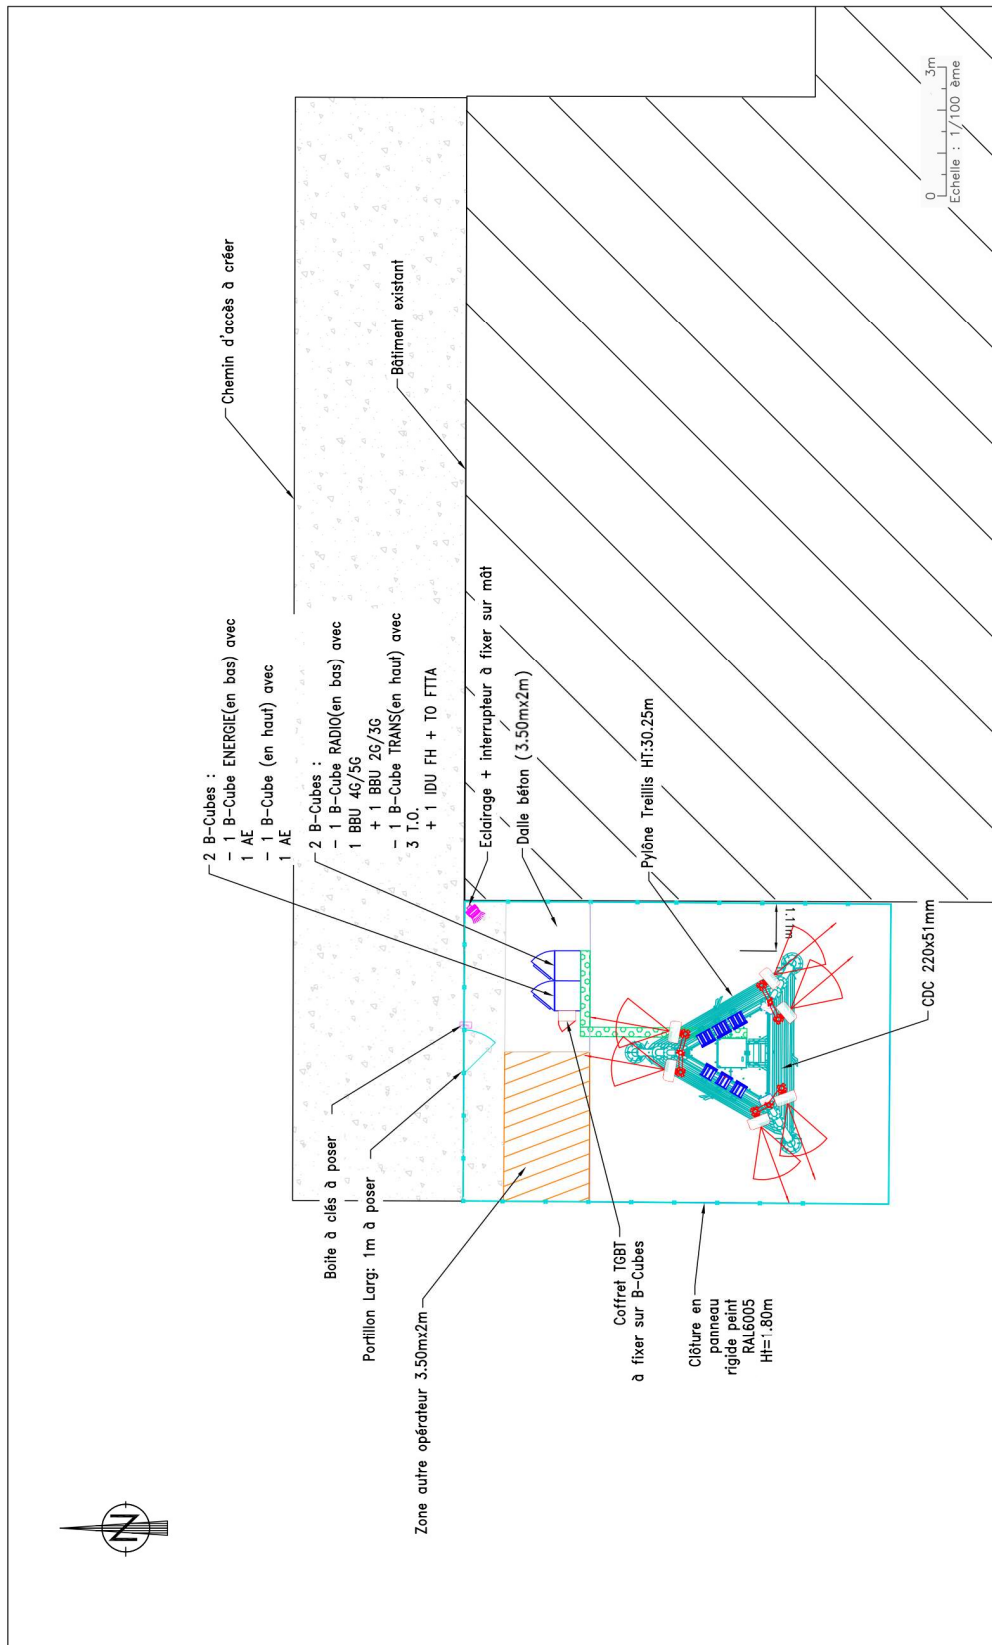 Chemin d'accès à créer
2 B-Cubes :
- 1 B-Cube ENERGIE(en bas) avec
1 AE
- 1 B-Cube (en haut) avec
1 AE
2 B-Cubes :
- 1 B-Cube RADIO(en bas) avec
1 BBU 4G/5G
+ 1 BBU 2G/3G
- 1 B-Cube TRANS(en haut) avec
3 T.O.
+ 1 IDU FH + TO FTTA
Bâtiment existant
Boite à clés à poser
Portillon Larg: 1m à poser
Zone autre opérateur 3.50mx2m
Eclairage + interrupteur à fixer sur mât
Dalle béton (3.50mx2m)
Coffret TGBT
à fixer sur B-Cubes
Pylône Treillis HT:30.25m
Clôture en
panneau
rigide peint
RAL6005
Ht=1.80m
1.11m
CDC 220x51mm
0 3m
Echelle : 1/100 ème
N